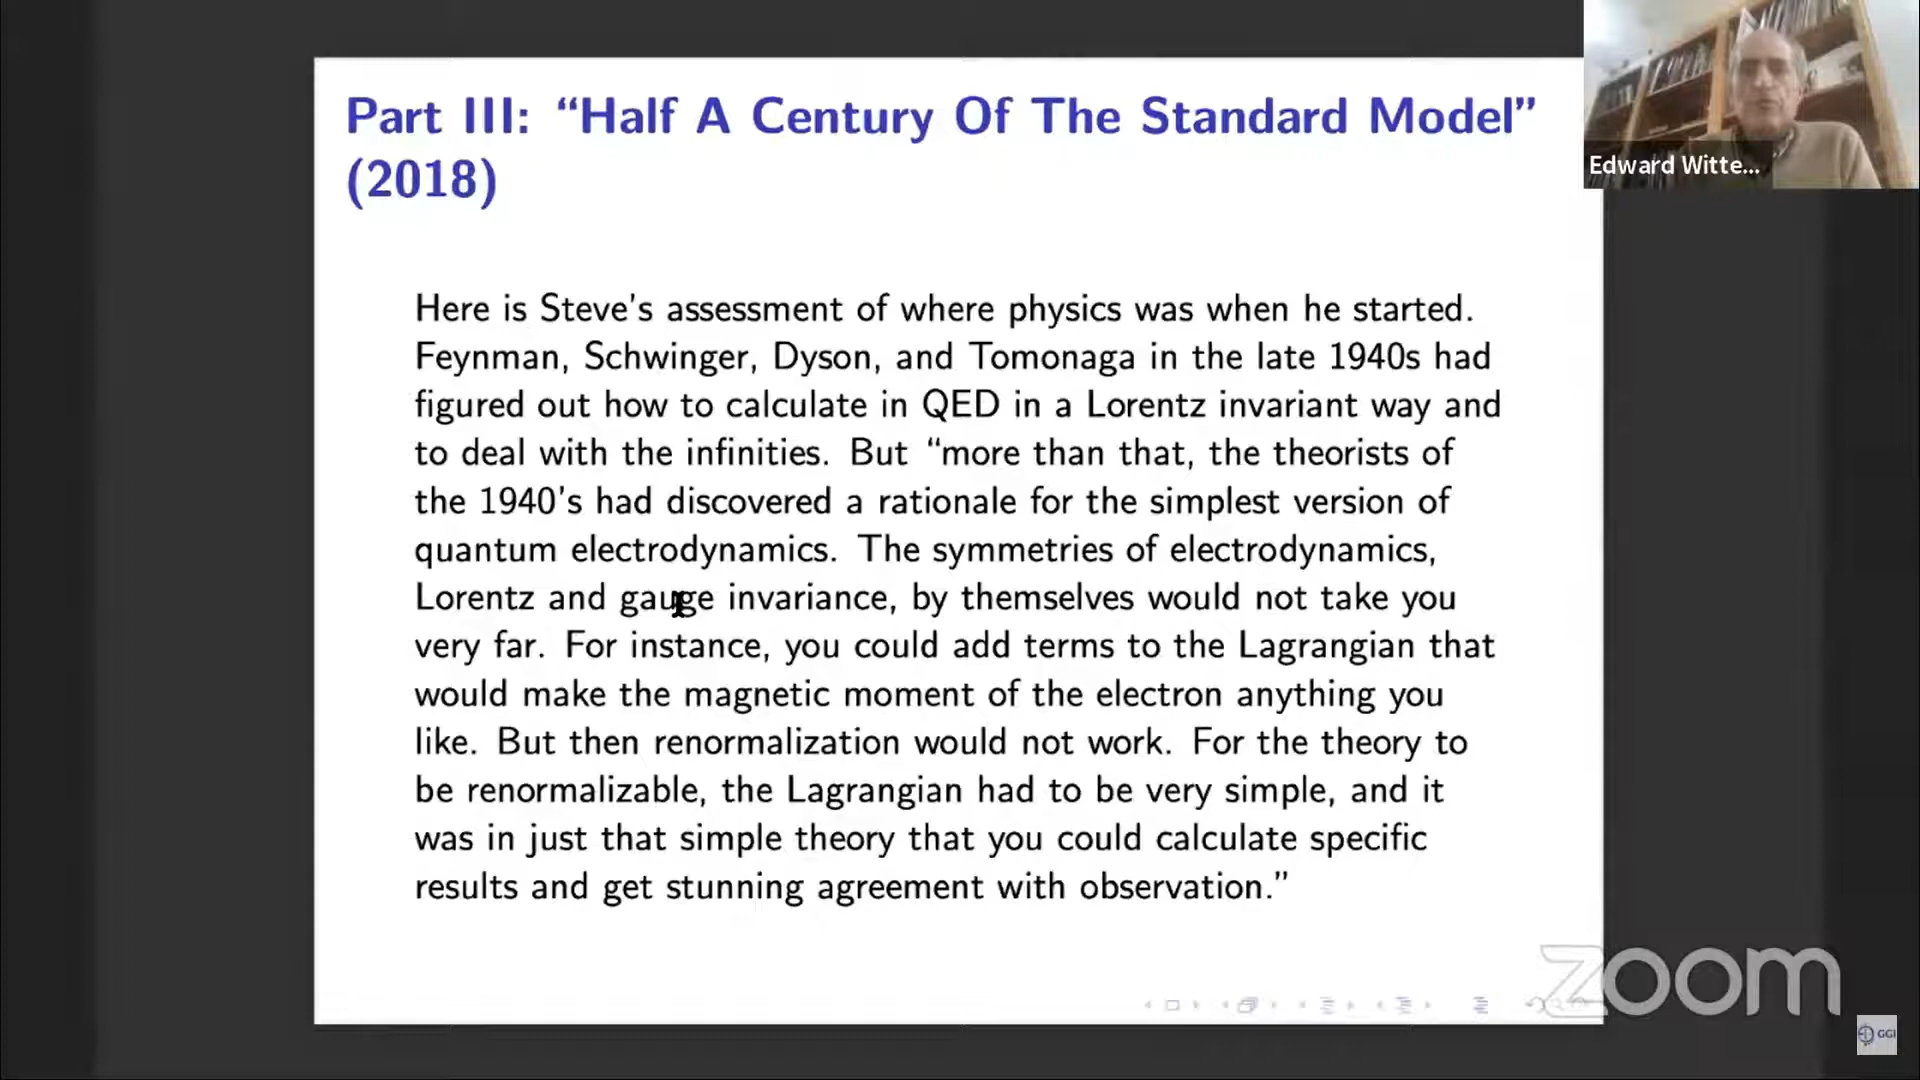 Part III: “Half A Century Of The Standard Model”
(2018)
Edward Witte...
Here is Steve’s assessment of where physics was when he started.
Feynman, Schwinger, Dyson, and Tomonaga in the late 1940s had
figured out how to calculate in QED in a Lorentz invariant way and
to deal with the infinities. But “more than that, the theorists of
the 1940’s had discovered a rationale for the simplest version of
quantum electrodynamics. The symmetries of electrodynamics,
Lorentz and gauge invariance, by themselves would not take you
very far. For instance, you could add terms to the Lagrangian that
would make the magnetic moment of the electron anything you
like. But then renormalization would not work. For the theory to
be renormalizable, the Lagrangian had to be very simple, and it
was in just that simple theory that you could calculate specific
results and get stunning agreement with observation.”
zoom
GGI